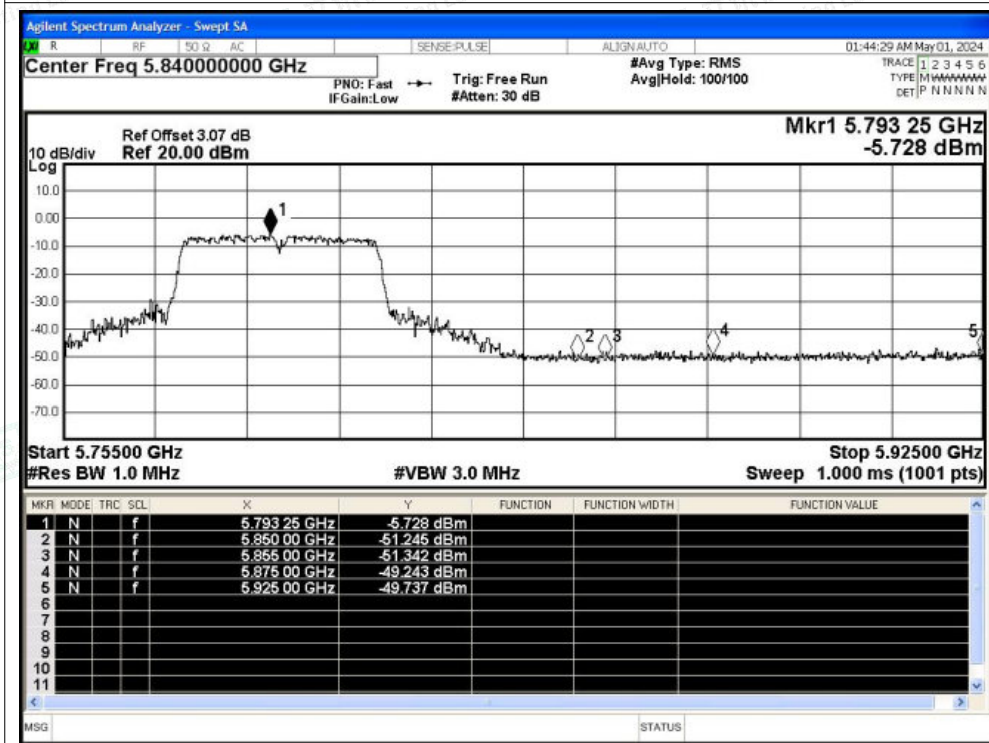 Agilent Spectrum Analyzer - Swept SA
LXI R RF 50 Ω AC SENSE:PULSE ALIGN AUTO 01:44:29 AM May 01, 2024
Center Freq 5.840000000 GHz
PNO: Fast
IFGain:Low
Trig: Free Run
#Atten: 30 dB
#Avg Type: RMS
Avg|Hold: 100/100
TRACE 1 2 3 4 5 6
TYPE M WWWWW
DET P N N N N N
Mkr1 5.793 25 GHz
-5.728 dBm
Ref Offset 3.07 dB
10 dB/div Ref 20.00 dBm
Log
10.0
0.00
-10.0
-20.0
-30.0
-40.0
-50.0
-60.0
-70.0
1
2
3
4
5
Start 5.75500 GHz Stop 5.92500 GHz
#Res BW 1.0 MHz #VBW 3.0 MHz Sweep 1.000 ms (1001 pts)
MKR MODE TRC SCL X Y FUNCTION FUNCTION WIDTH FUNCTION VALUE
1 N f 5.793 25 GHz -5.728 dBm
2 N f 5.850 00 GHz -51.245 dBm
3 N f 5.855 00 GHz -51.342 dBm
4 N f 5.875 00 GHz -49.243 dBm
5 N f 5.925 00 GHz -49.737 dBm
6
7
8
9
10
11
MSG STATUS